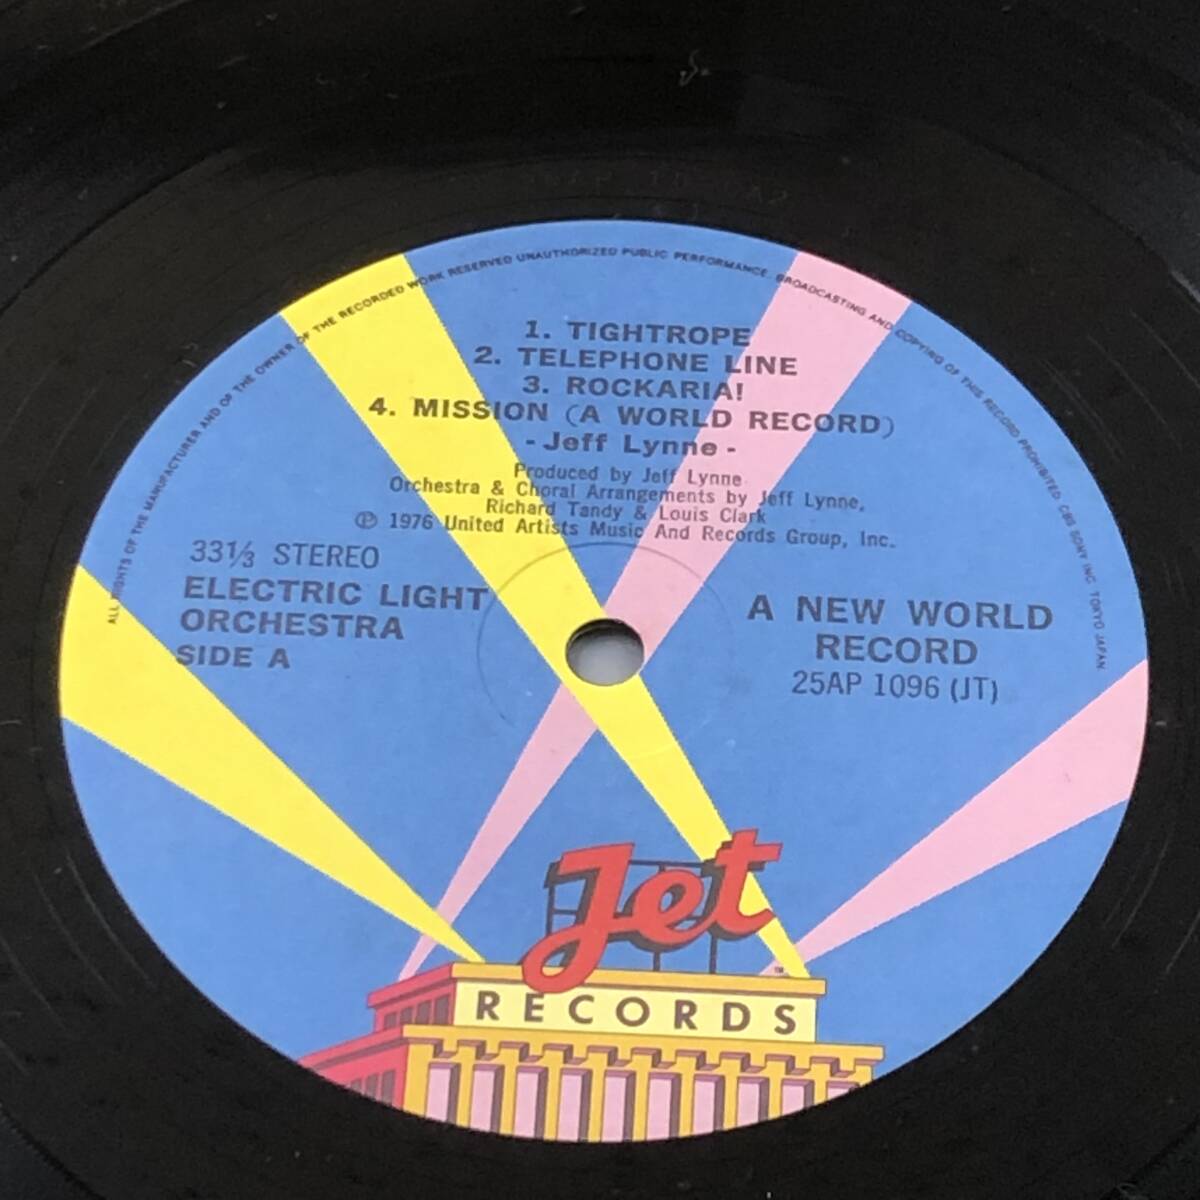 ALL RIGHTS OF THE MANUFACTURER AND OF THE OWNER OF THE RECORDED WORK RESERVED UNAUTHORIZED PUBLIC PERFORMANCE. BROADCASTING AND COPYING OF THIS RECORD PROHIBITED CBS SONY INC. TOKYO JAPAN
1. TIGHTROPE
2. TELEPHONE LINE
3. ROCKARIA!
4. MISSION (A WORLD RECORD)
- Jeff Lynne -
Produced by Jeff Lynne
Orchestra & Choral Arrangements by Jeff Lynne,
Richard Tandy & Louis Clark
℗ 1976 United Artists Music And Records Group, Inc.
33⅓ STEREO
ELECTRIC LIGHT
ORCHESTRA
SIDE A
A NEW WORLD
RECORD
25AP 1096 (JT)
Jet
TM
RECORDS